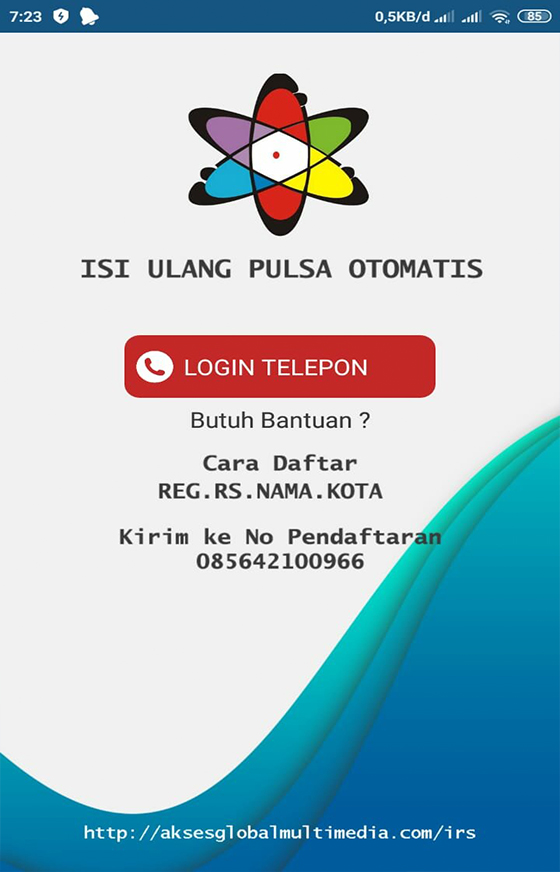 7:23
0,5KB/d
85
ISI ULANG PULSA OTOMATIS
LOGIN TELEPON
Butuh Bantuan ?
Cara Daftar
REG.RS.NAMA.KOTA
Kirim ke No Pendaftaran
085642100966
http://aksesglobalmultimedia.com/irs